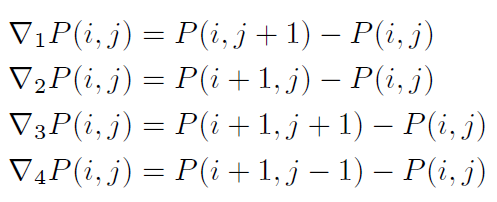 ∇₁P(i, j) = P(i, j + 1) − P(i, j)
∇₂P(i, j) = P(i + 1, j) − P(i, j)
∇₃P(i, j) = P(i + 1, j + 1) − P(i, j)
∇₄P(i, j) = P(i + 1, j − 1) − P(i, j)